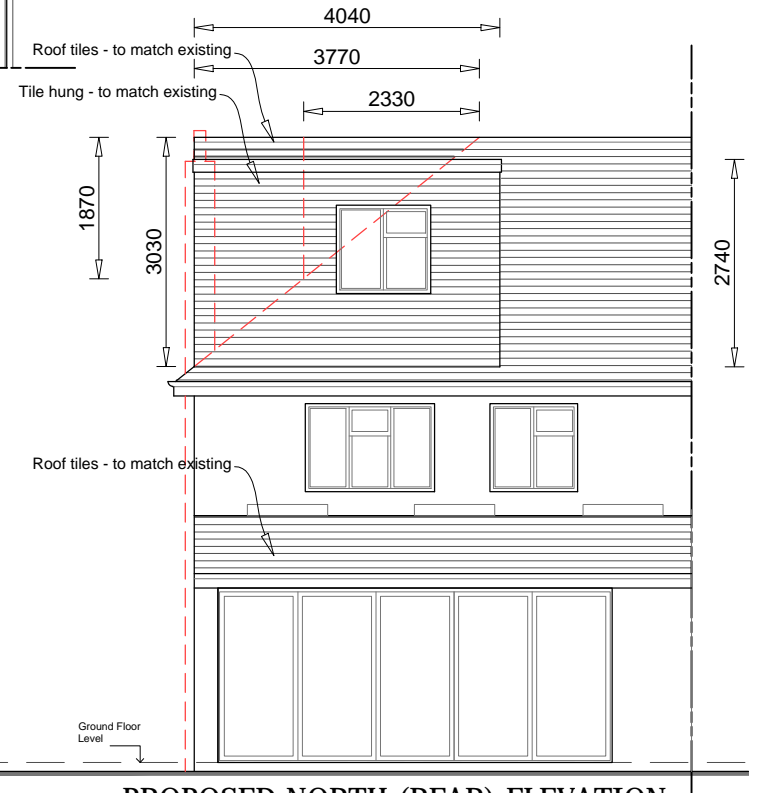 4040
Roof tiles - to match existing
3770
Tile hung - to match existing
2330
1870
3030
2740
Roof tiles - to match existing
Ground Floor
Level
PROPOSED NORTH (REAR) ELEVATION